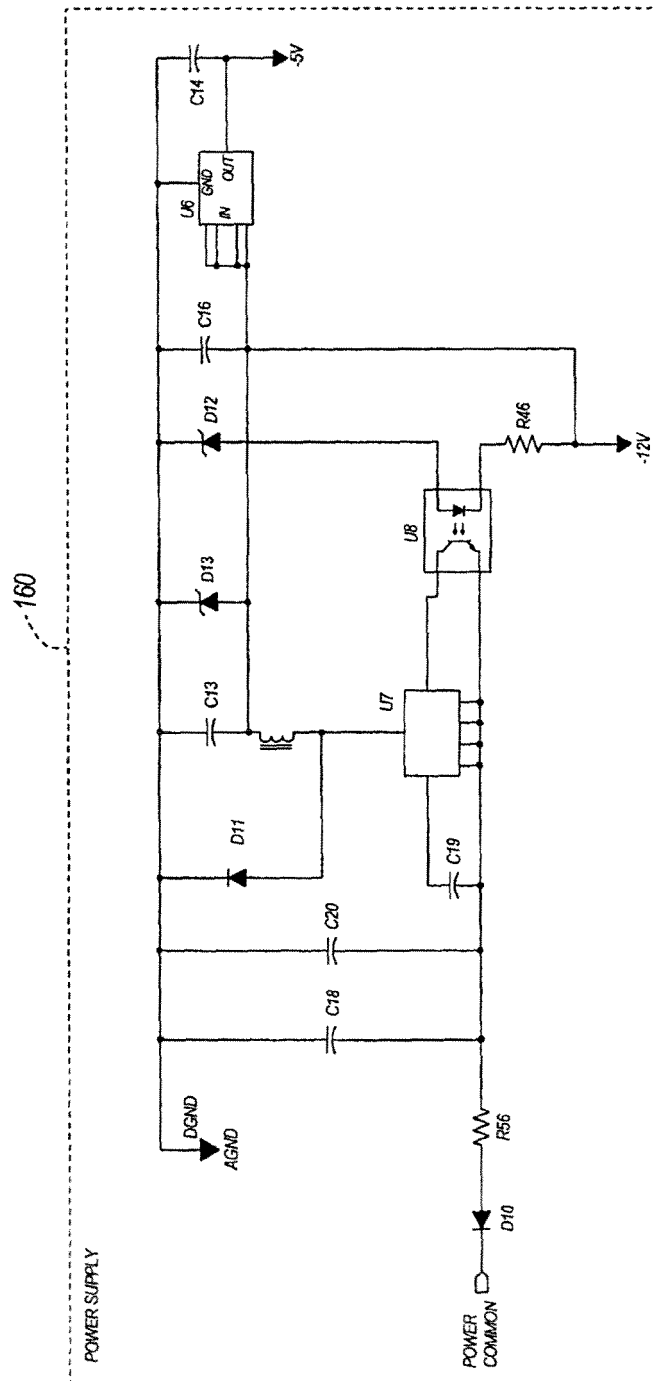 160
POWER SUPPLY
C14
-5V
U6
GND
IN
OUT
C16
D12
R46
-12V
U8
D13
C13
U7
D11
C19
C20
C18
DGND
AGND
R56
D10
POWER
COMMON